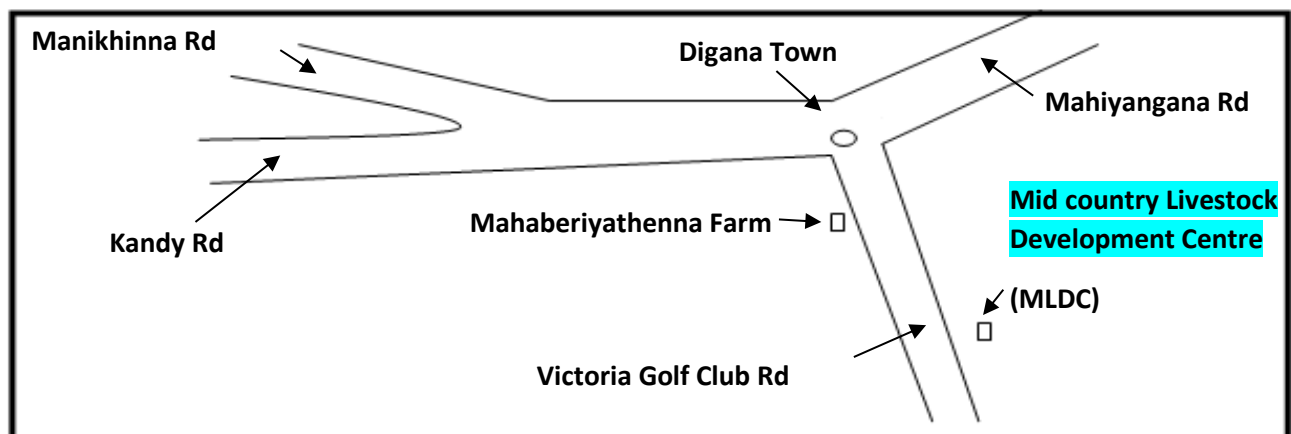 Manikhinna Rd
Digana Town
Mahiyangana Rd
Mid country Livestock
Development Centre
Mahaberiyathenna Farm
Kandy Rd
(MLDC)
Victoria Golf Club Rd